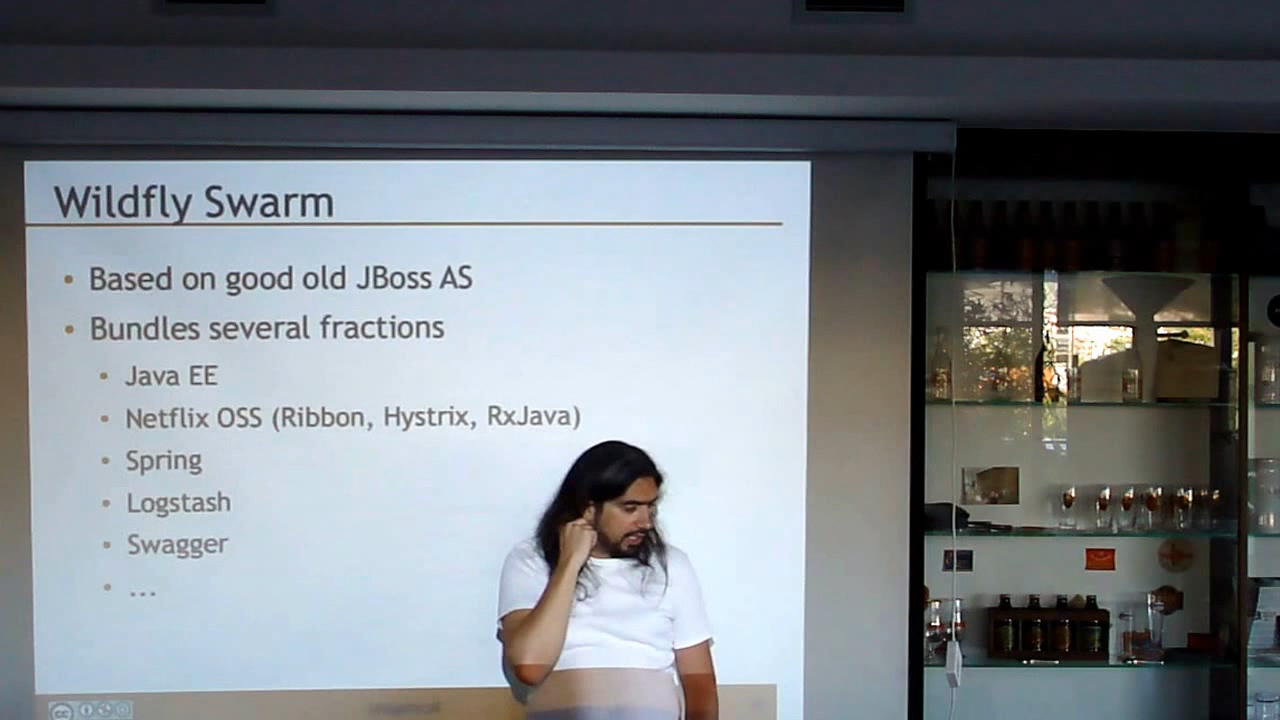 Wildfly Swarm
• Based on good old JBoss AS
• Bundles several fractions
• Java EE
• Netflix OSS (Ribbon, Hystrix, RxJava)
• Spring
• Logstash
• Swagger
• ...
cc